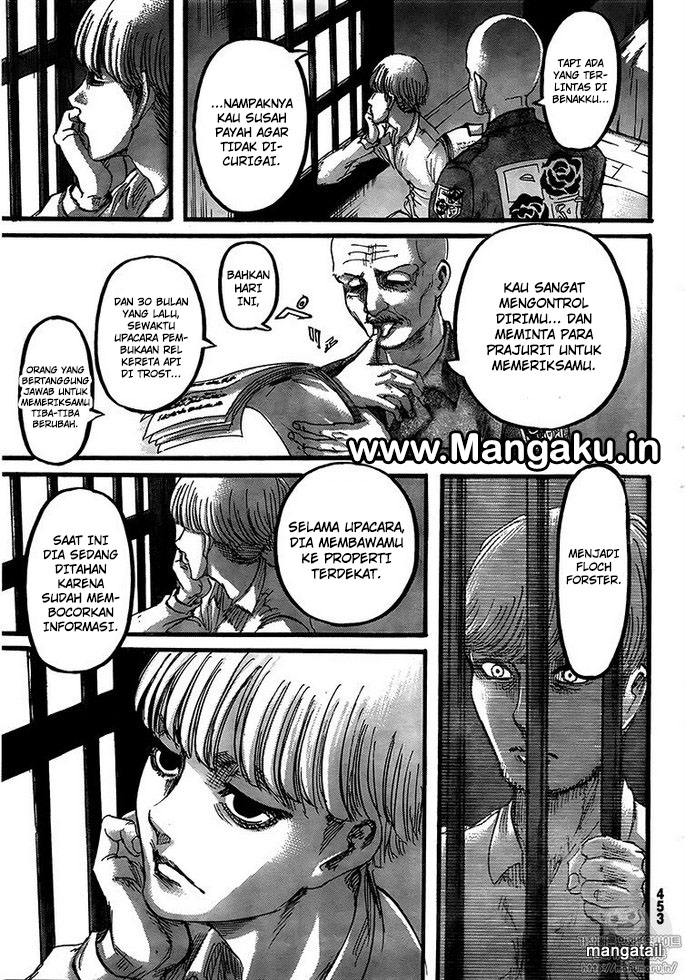 TAPI ADA
YANG TER-
LINTAS DI
BENAKKU...
...NAMPAKNYA
KAU SUSAH
PAYAH AGAR
TIDAK DI-
CURIGAI.
KAU SANGAT
MENGONTROL
DIRIMU... DAN
MEMINTA PARA
PRAJURIT UNTUK
MEMERIKSAMU.
BAHKAN
HARI INI,
DAN 30 BULAN
YANG LALU,
SEWAKTU
UPACARA PEM-
BUKAAN REL
KERETA API
DI TROST...
ORANG YANG
BERTANGGUNG
JAWAB UNTUK
MEMERIKSAMU
TIBA-TIBA
BERUBAH.
www.Mangaku.in
MENJADI
FLOCH
FORSTER.
SELAMA UPACARA,
DIA MEMBAWAMU
KE PROPERTI
TERDEKAT.
SAAT INI
DIA SEDANG
DITAHAN
KARENA
SUDAH MEM-
BOCORKAN
INFORMASI.
453
mangatail